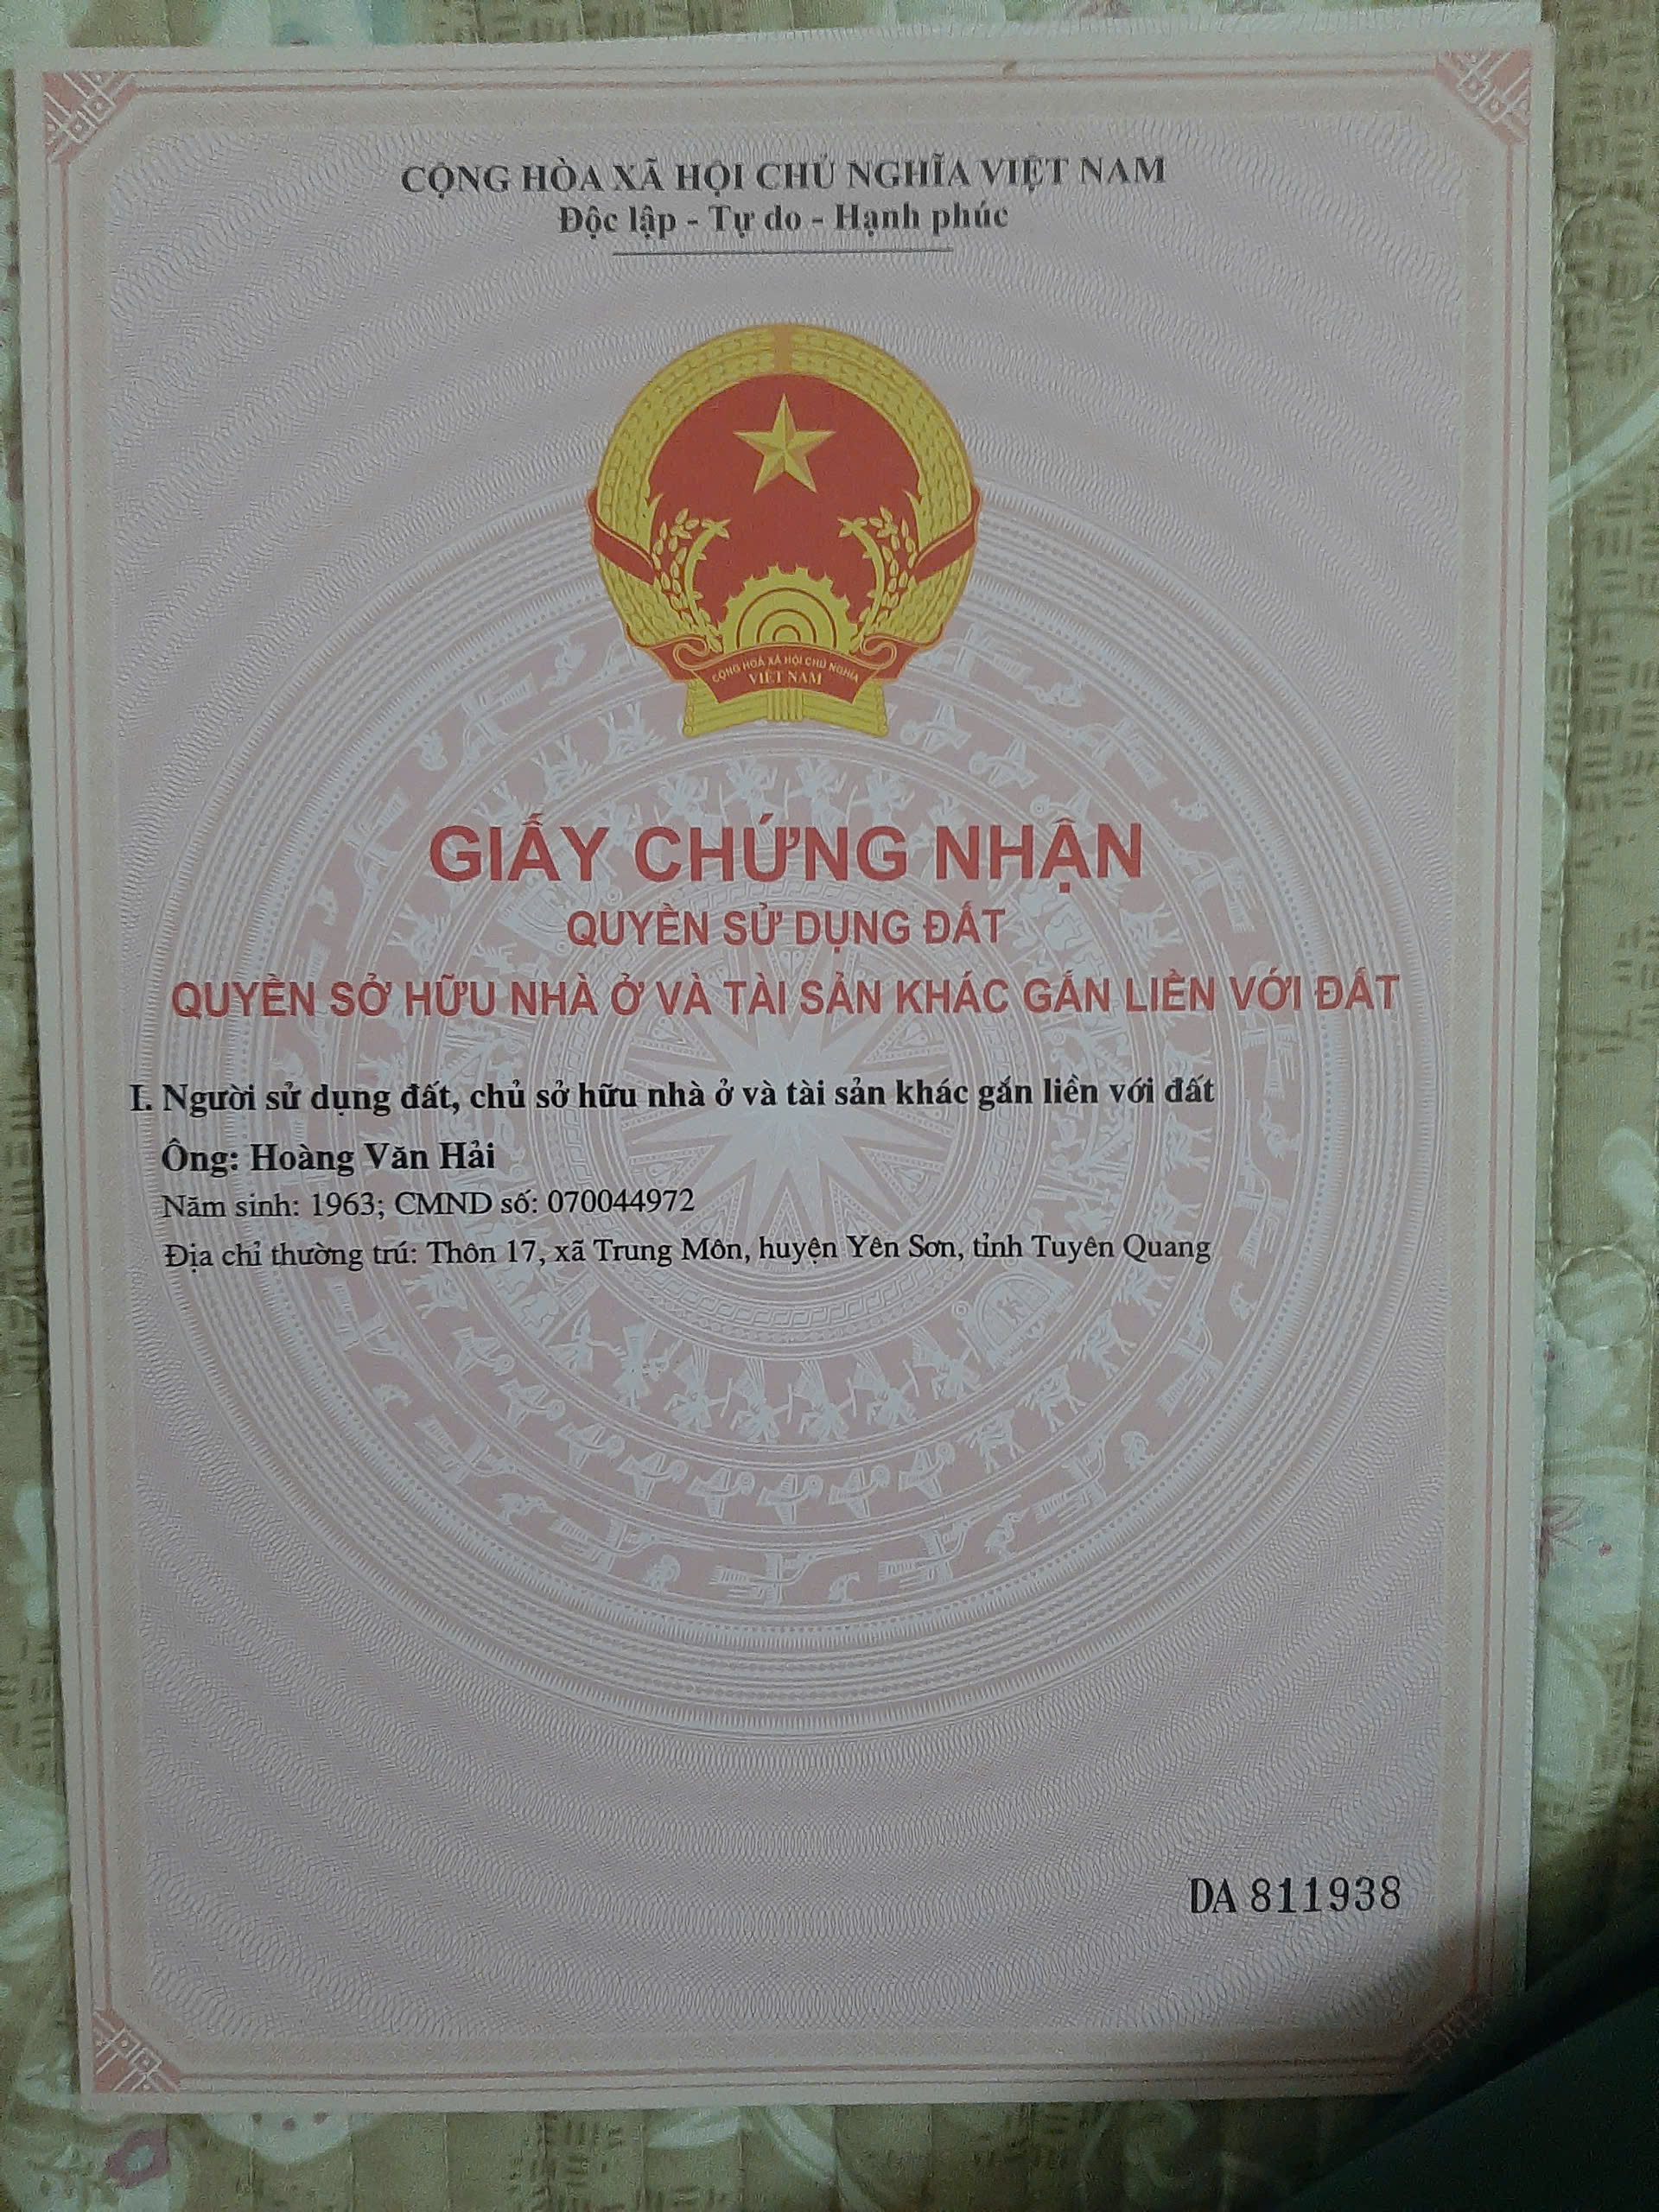 CỘNG HÒA XÃ HỘI CHỦ NGHĨA VIỆT NAM
Độc lập - Tự do - Hạnh phúc
CỘNG HOÀ XÃ HỘI CHỦ NGHĨA
VIỆT NAM
GIẤY CHỨNG NHẬN
QUYỀN SỬ DỤNG ĐẤT
QUYỀN SỞ HỮU NHÀ Ở VÀ TÀI SẢN KHÁC GẮN LIỀN VỚI ĐẤT
I. Người sử dụng đất, chủ sở hữu nhà ở và tài sản khác gắn liền với đất
Ông: Hoàng Văn Hải
Năm sinh: 1963; CMND số: 070044972
Địa chỉ thường trú: Thôn 17, xã Trung Môn, huyện Yên Sơn, tỉnh Tuyên Quang
DA 811938